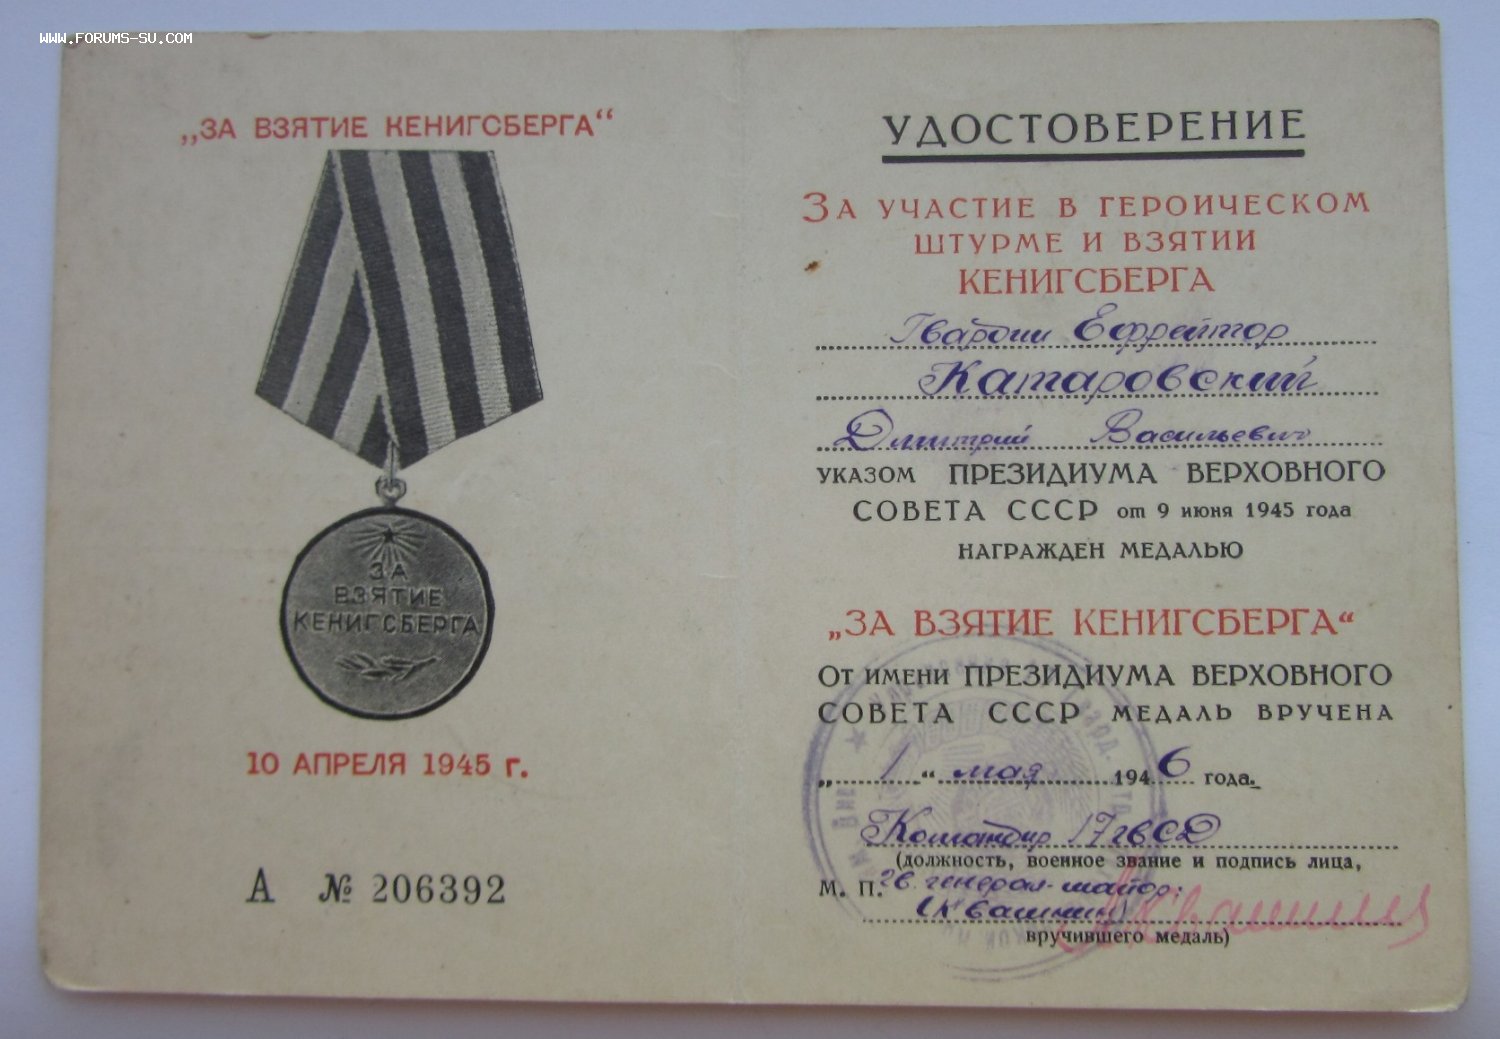 WWW.FORUMS-SU.COM
„ЗА ВЗЯТИЕ КЕНИГСБЕРГА“
ЗА
ВЗЯТИЕ
КЕНИГСБЕРГА
10 АПРЕЛЯ 1945 г.
А № 206392
УДОСТОВЕРЕНИЕ
ЗА УЧАСТИЕ В ГЕРОИЧЕСКОМ
ШТУРМЕ И ВЗЯТИИ
КЕНИГСБЕРГА
Гвардии Ефрейтор
Катаровский
Дмитрий Васильевич
УКАЗОМ ПРЕЗИДИУМА ВЕРХОВНОГО
СОВЕТА СССР от 9 июня 1945 года
НАГРАЖДЕН МЕДАЛЬЮ
„ЗА ВЗЯТИЕ КЕНИГСБЕРГА“
ОТ ИМЕНИ ПРЕЗИДИУМА ВЕРХОВНОГО
СОВЕТА СССР МЕДАЛЬ ВРУЧЕНА
„ 1 “ мая 1946 года.
Командир 17 гв СД
(должность, военное звание и подпись лица,
М. П. гв. генерал-майор:
(Квашнин)
вручившего медаль)